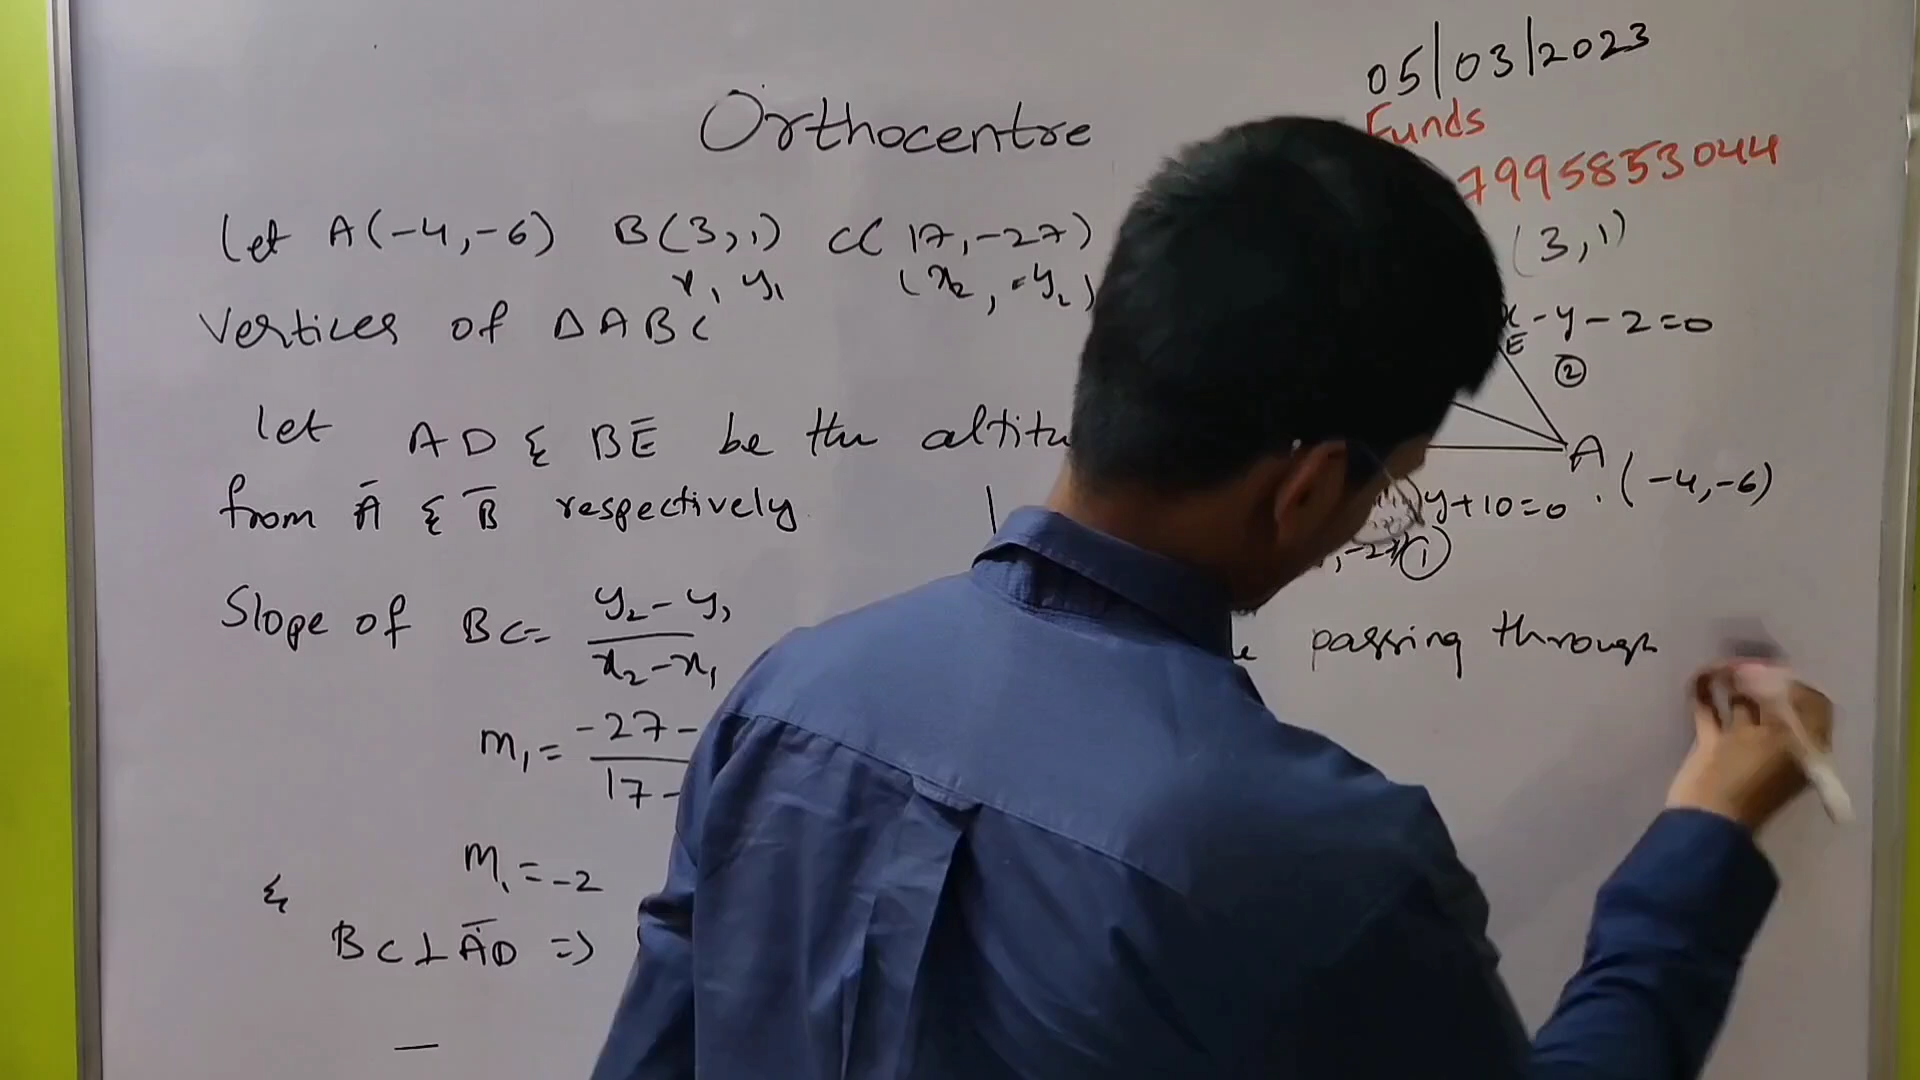 05/03/2023
Orthocentre
Funds
7995853044
Let A(-4,-6) B(3,1) C(17,-27)
x1 y1 (x2, -y2)
Vertices of ΔABC
(3,1)
x-y-2=0
E
②
let AD & BE be the
A (-4,-6)
from A & B respectively
y+10=0
①
Slope of BC= y2-y1
x2-x1
passing through
m1= -27-
17-
m1=-2
&
BC⊥AD =>